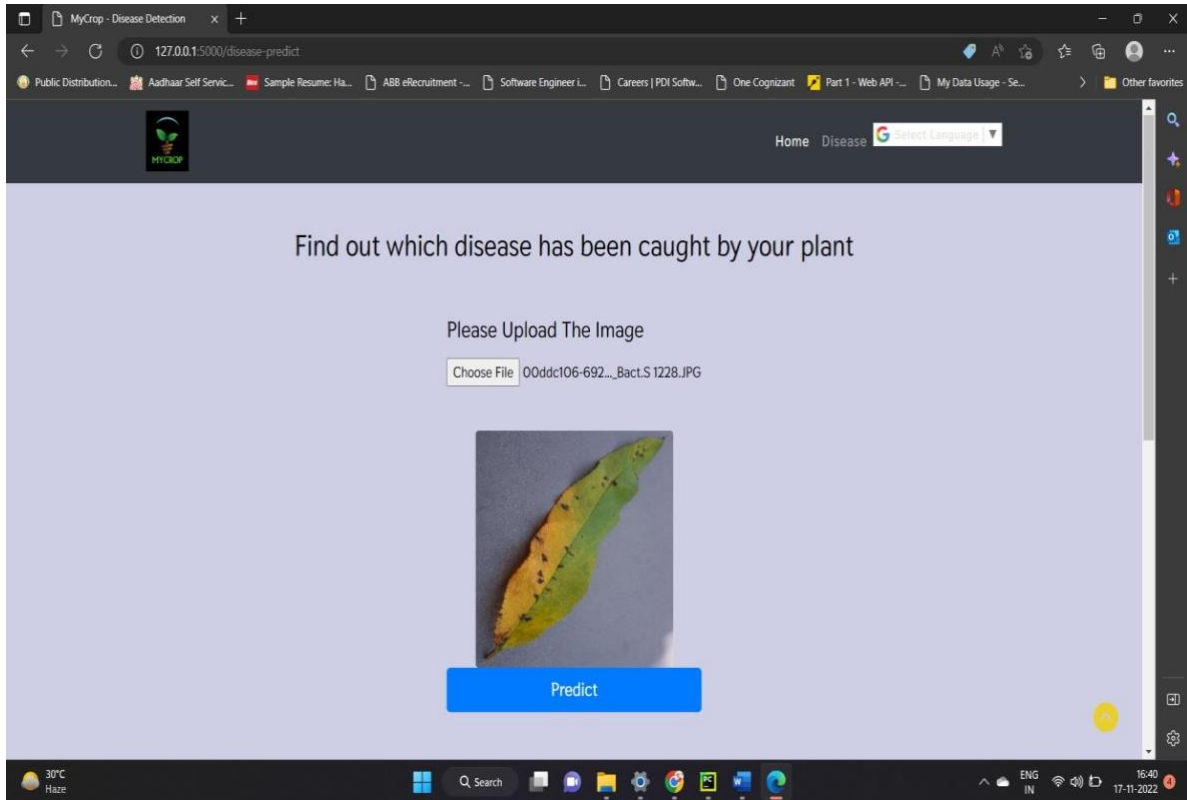 MyCrop - Disease Detection
127.0.0.1:5000/disease-predict
Public Distribution... Aadhaar Self Servic... Sample Resume: Ha... ABB eRecruitment -... Software Engineer i... Careers | PDI Softw... One Cognizant Part 1 - Web API -... My Data Usage - Se... Other favorites
MYCROP
Home Disease Select Language
Find out which disease has been caught by your plant
Please Upload The Image
Choose File 00ddc106-692..._Bact.S 1228.JPG
Predict
30°C
Haze
Search
ENG
IN
16:40
17-11-2022
4